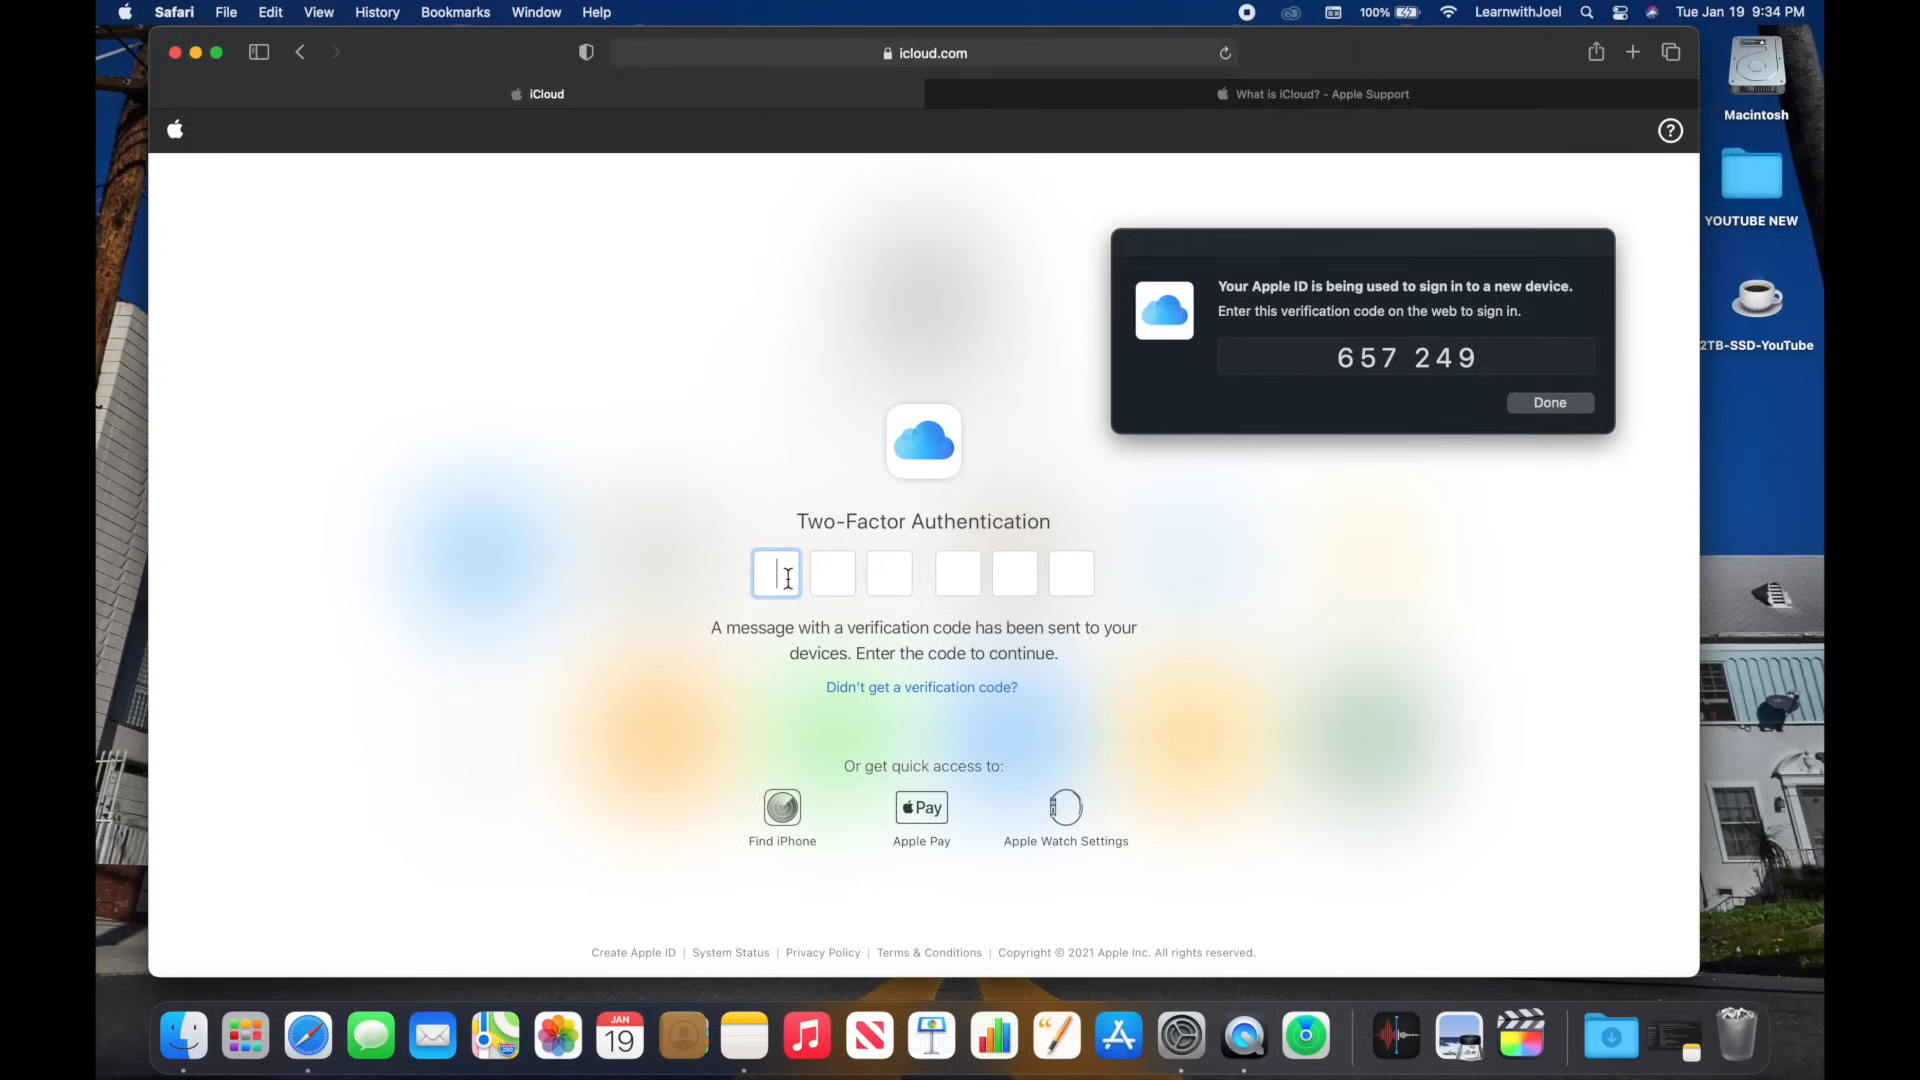 Safari File Edit View History Bookmarks Window Help 100% LearnwithJoel Tue Jan 19 9:34 PM
icloud.com
iCloud
What is iCloud? - Apple Support
?
Macintosh
YOUTUBE NEW
2TB-SSD-YouTube
Your Apple ID is being used to sign in to a new device.
Enter this verification code on the web to sign in.
657 249
Done
Two-Factor Authentication
A message with a verification code has been sent to your
devices. Enter the code to continue.
Didn't get a verification code?
Or get quick access to:
Pay
Find iPhone
Apple Pay
Apple Watch Settings
Create Apple ID | System Status | Privacy Policy | Terms & Conditions | Copyright © 2021 Apple Inc. All rights reserved.
JAN
19